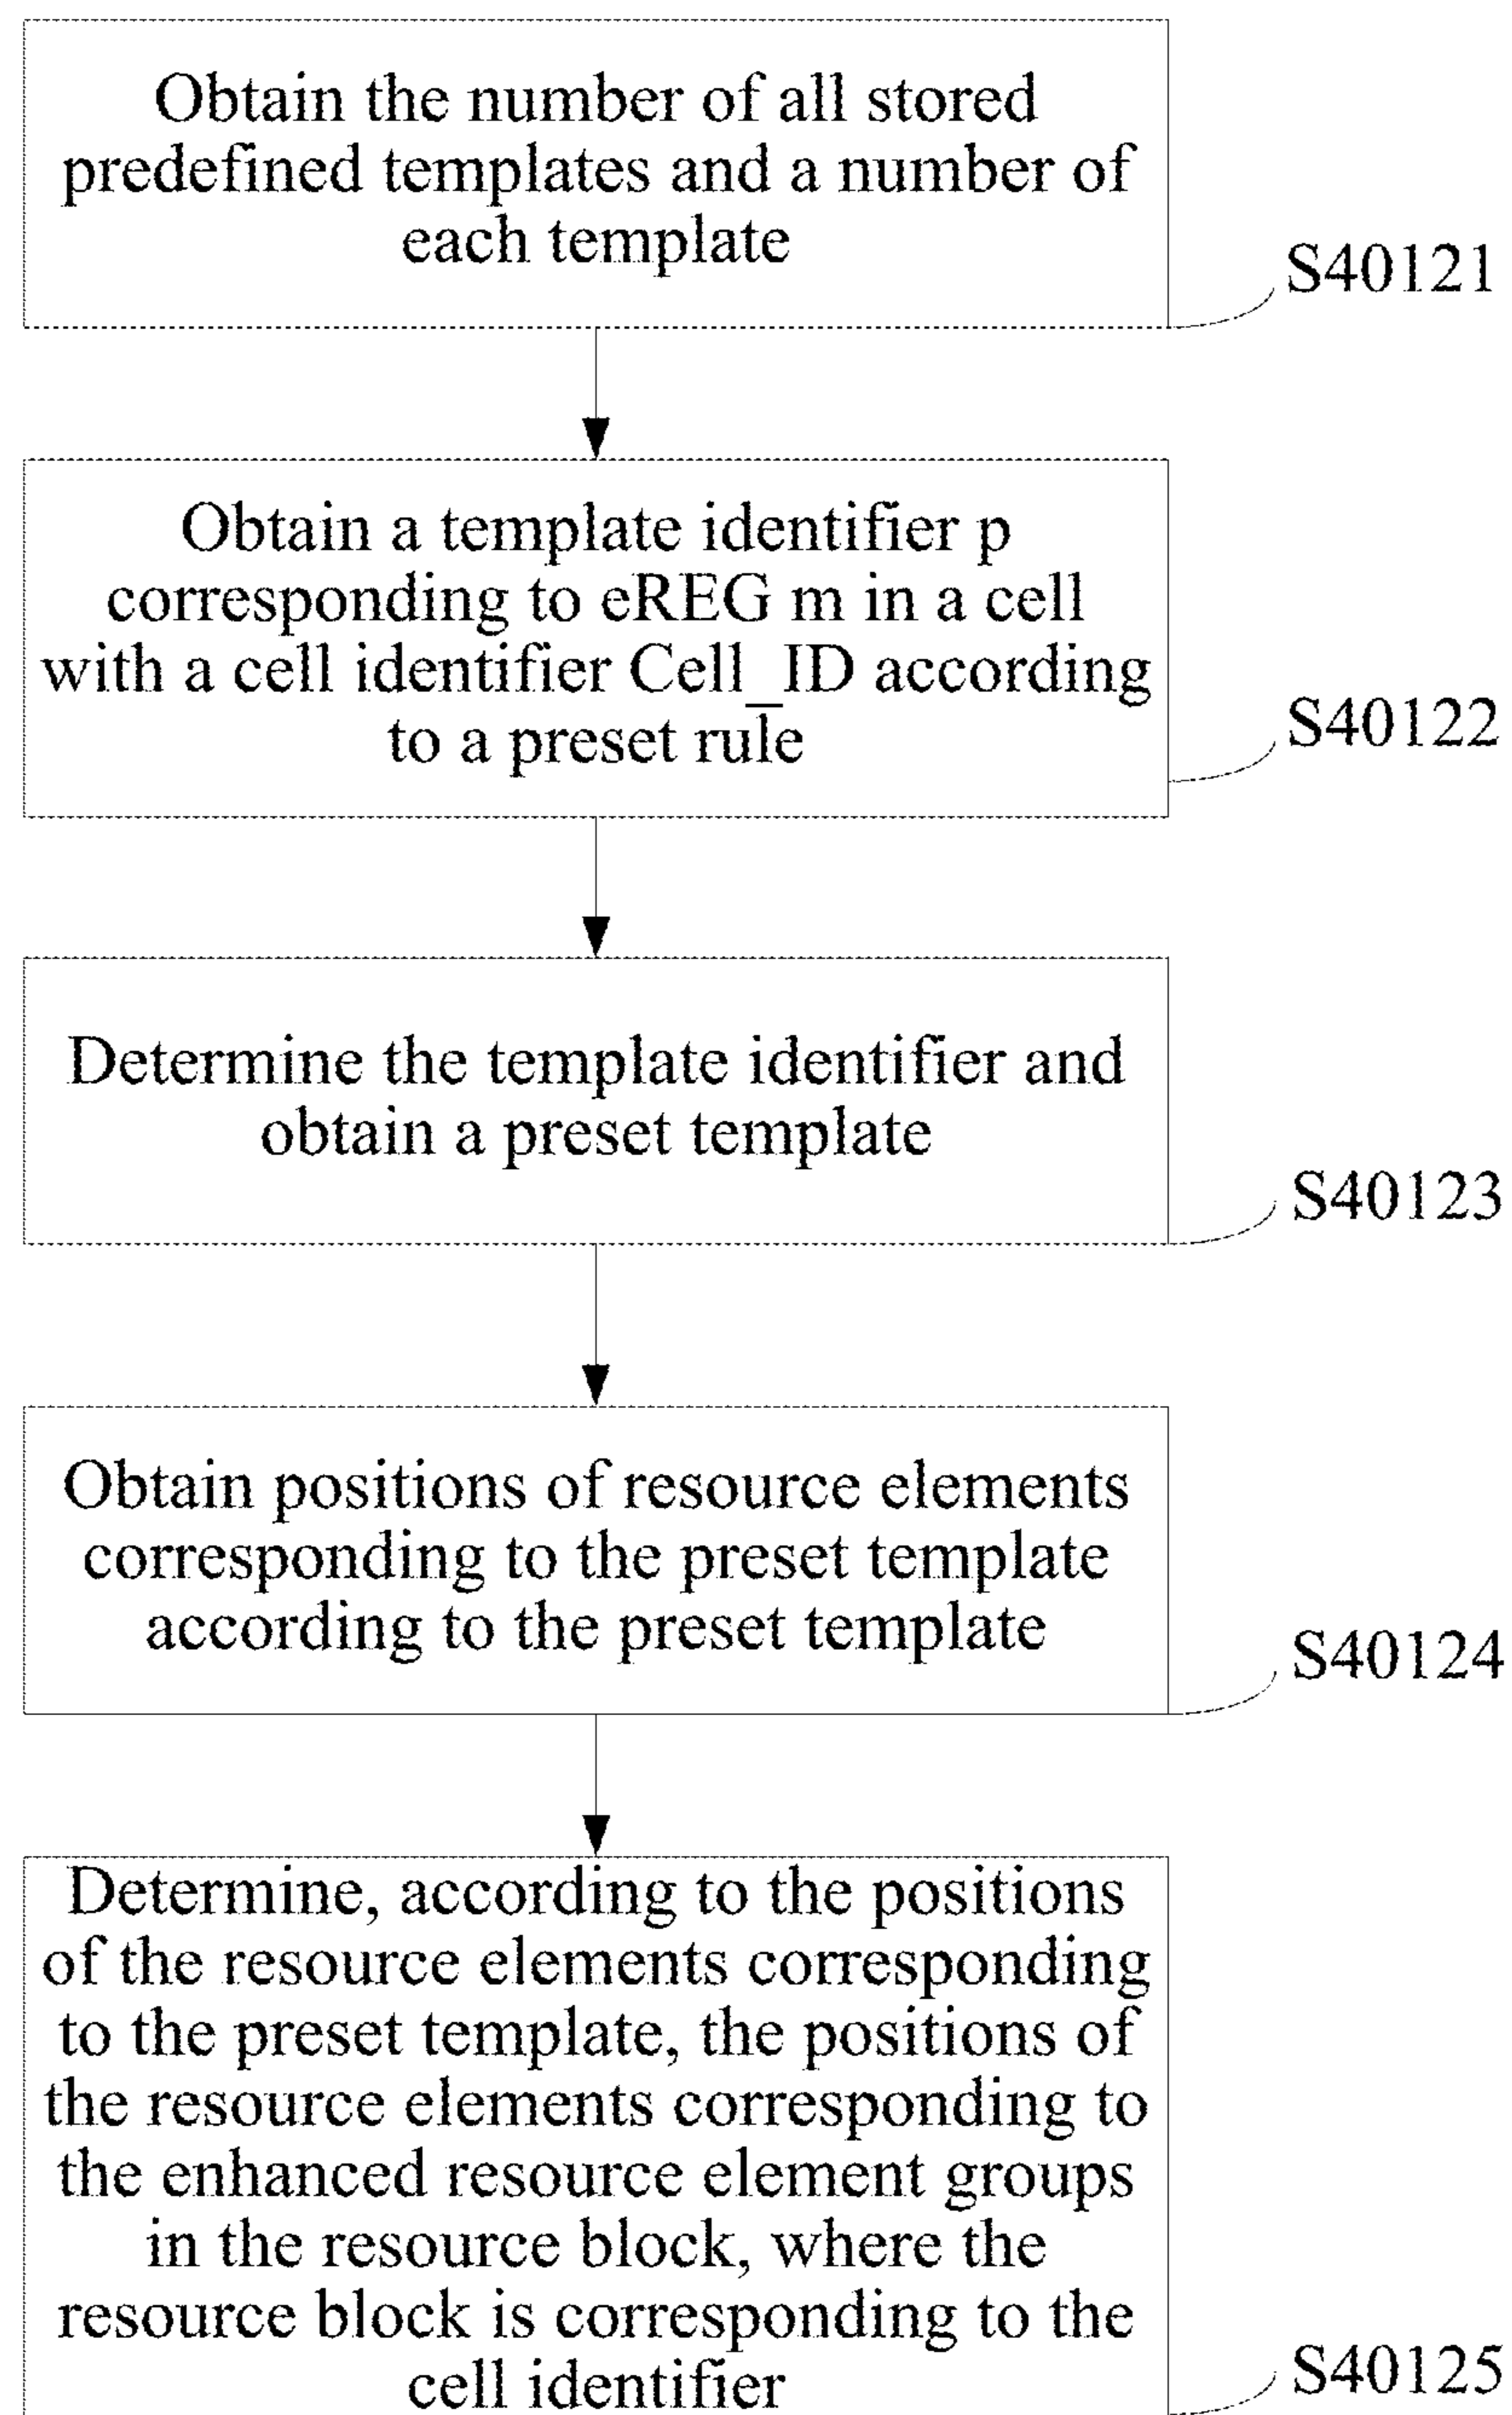 Obtain the number of all stored
predefined templates and a number of
each template
S40121
Obtain a template identifier p
corresponding to eREG m in a cell
with a cell identifier Cell_ID according
to a preset rule
S40122
Determine the template identifier and
obtain a preset template
S40123
Obtain positions of resource elements
corresponding to the preset template
according to the preset template
S40124
Determine, according to the positions
of the resource elements corresponding
to the preset template, the positions of
the resource elements corresponding to
the enhanced resource element groups
in the resource block, where the
resource block is corresponding to the
cell identifier
S40125